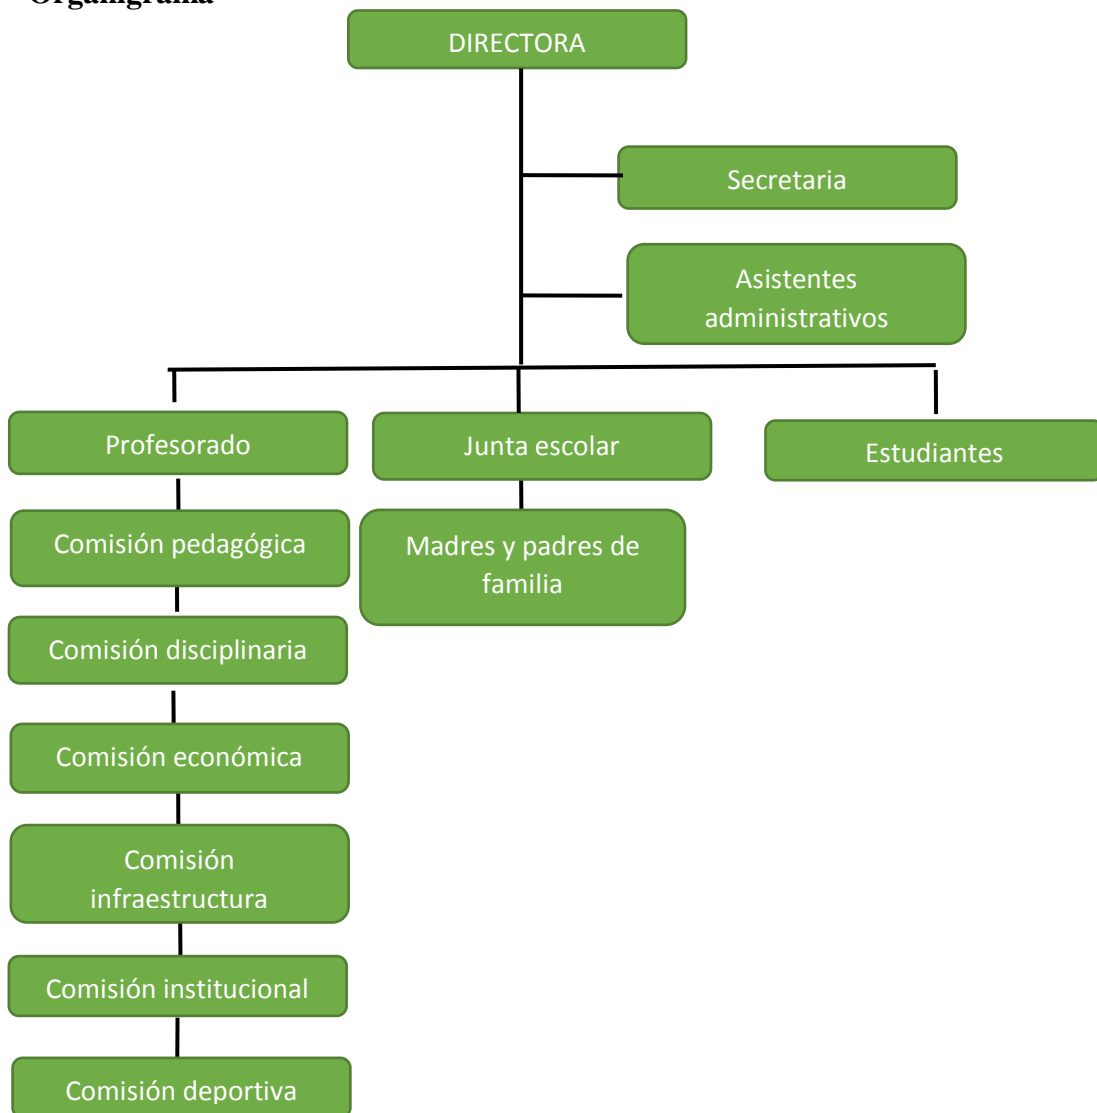 Organigrama
DIRECTORA
Secretaria
Asistentes
administrativos
Profesorado
Junta escolar
Estudiantes
Comisión pedagógica
Madres y padres de
familia
Comisión disciplinaria
Comisión económica
Comisión
infraestructura
Comisión institucional
Comisión deportiva